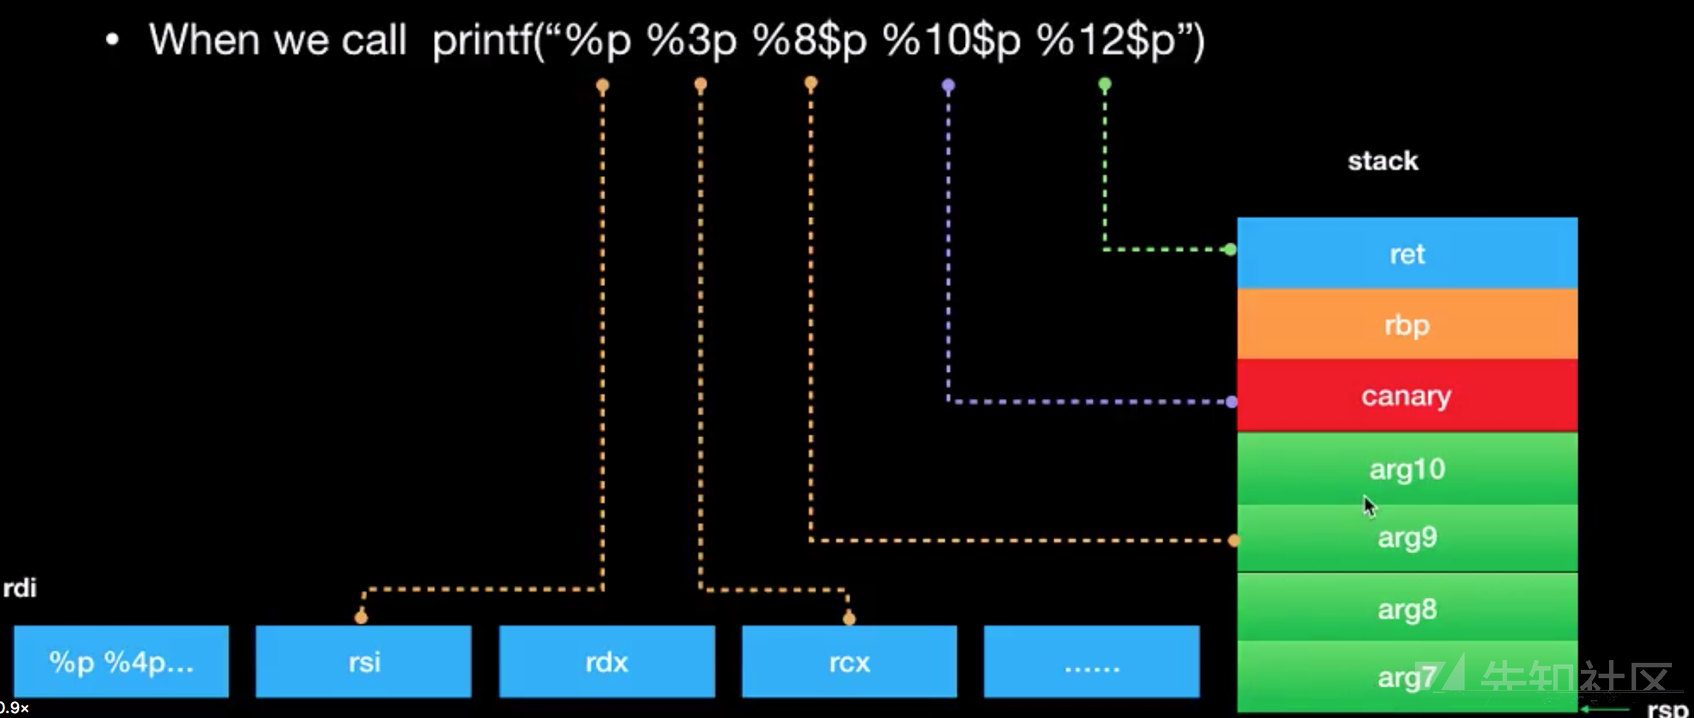 • When we call printf(“%p %3p %8$p %10$p %12$p”)
stack
ret
rbp
canary
arg10
arg9
arg8
arg7
rdi
%p %4p...
rsi
rdx
rcx
......
先知社区
rsp
0.9×